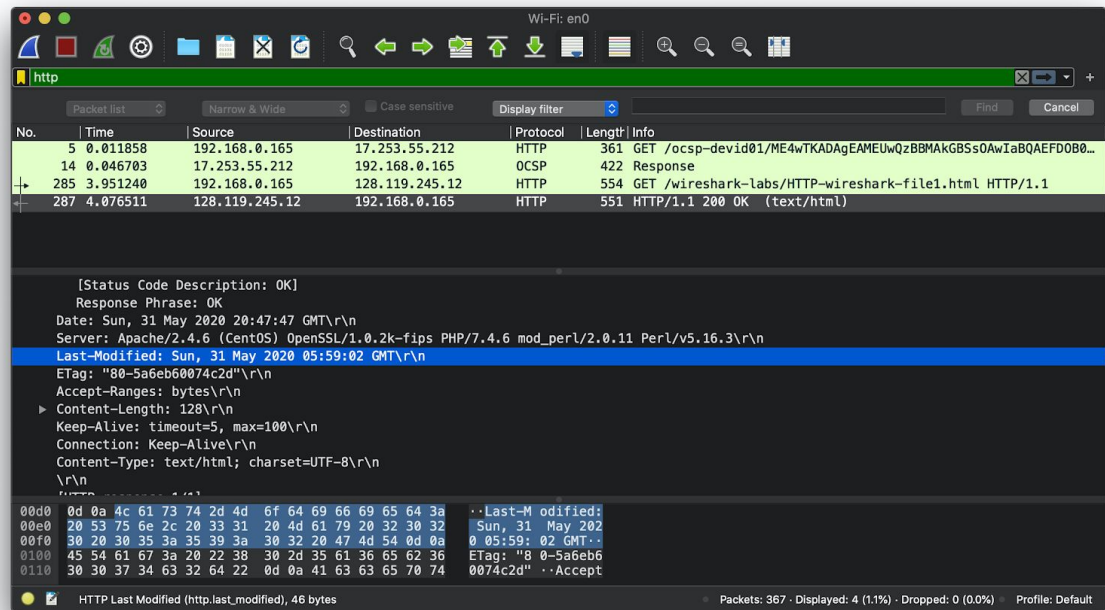 Wi-Fi: en0
http
Packet list Narrow & Wide Case sensitive Display filter Find Cancel
No. Time Source Destination Protocol Length Info
5 0.011858 192.168.0.165 17.253.55.212 HTTP 361 GET /ocsp-devid01/ME4wTKADAgEAMEUwQzBBMAkGBSsOAwIaBQAEFDOB0…
14 0.046703 17.253.55.212 192.168.0.165 OCSP 422 Response
285 3.951240 192.168.0.165 128.119.245.12 HTTP 554 GET /wireshark-labs/HTTP-wireshark-file1.html HTTP/1.1
287 4.076511 128.119.245.12 192.168.0.165 HTTP 551 HTTP/1.1 200 OK (text/html)
[Status Code Description: OK]
Response Phrase: OK
Date: Sun, 31 May 2020 20:47:47 GMT\r\n
Server: Apache/2.4.6 (CentOS) OpenSSL/1.0.2k-fips PHP/7.4.6 mod_perl/2.0.11 Perl/v5.16.3\r\n
Last-Modified: Sun, 31 May 2020 05:59:02 GMT\r\n
ETag: "80-5a6eb60074c2d"\r\n
Accept-Ranges: bytes\r\n
Content-Length: 128\r\n
Keep-Alive: timeout=5, max=100\r\n
Connection: Keep-Alive\r\n
Content-Type: text/html; charset=UTF-8\r\n
\r\n
[HTTP response 1/1]
00d0 0d 0a 4c 61 73 74 2d 4d 6f 64 69 66 69 65 64 3a ··Last-M odified:
00e0 20 53 75 6e 2c 20 33 31 20 4d 61 79 20 32 30 32 Sun, 31 May 202
00f0 30 20 30 35 3a 35 39 3a 30 32 20 47 4d 54 0d 0a 0 05:59: 02 GMT··
0100 45 54 61 67 3a 20 22 38 30 2d 35 61 36 65 62 36 ETag: "8 0-5a6eb6
0110 30 30 37 34 63 32 64 22 0d 0a 41 63 63 65 70 74 0074c2d" ··Accept
HTTP Last Modified (http.last_modified), 46 bytes Packets: 367 · Displayed: 4 (1.1%) · Dropped: 0 (0.0%) Profile: Default